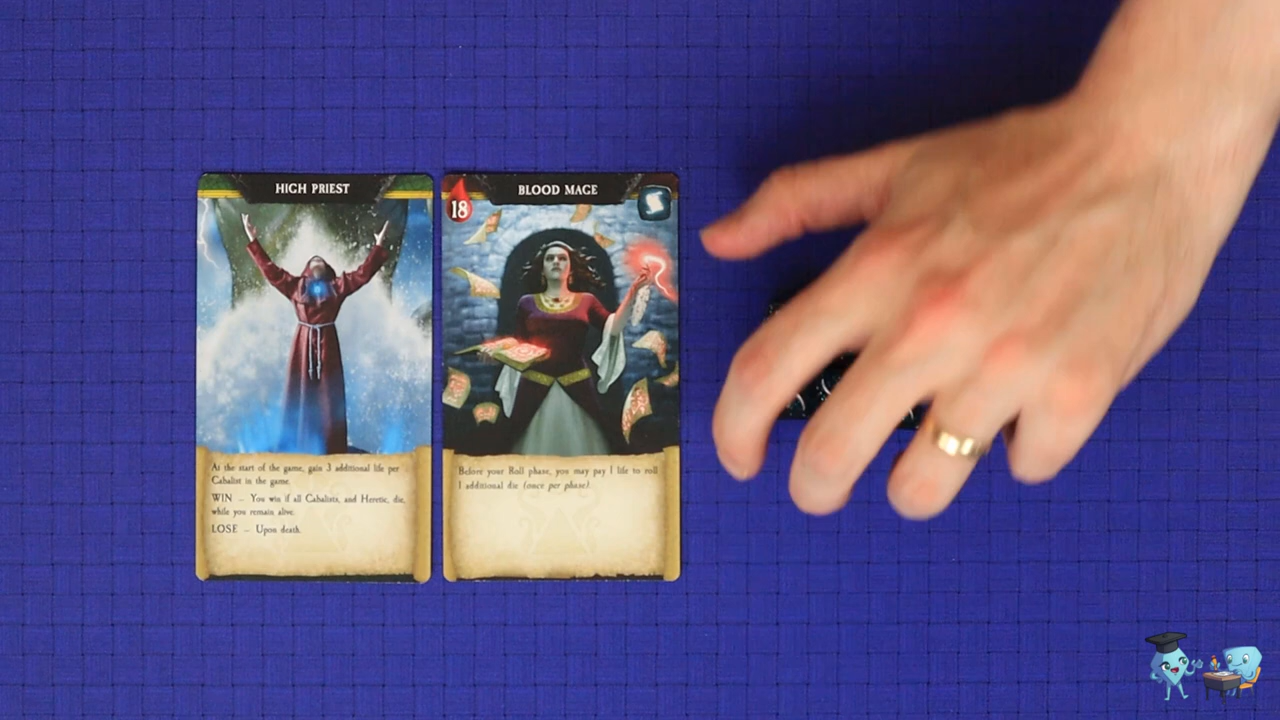 HIGH PRIEST
At the start of the game, gain 3 additional life per
Cabalist in the game.
WIN – You win if all Cabalists, and Heretic, die,
while you remain alive.
LOSE – Upon death.
18
BLOOD MAGE
Before your Roll phase, you may pay 1 life to roll
1 additional die (once per phase).